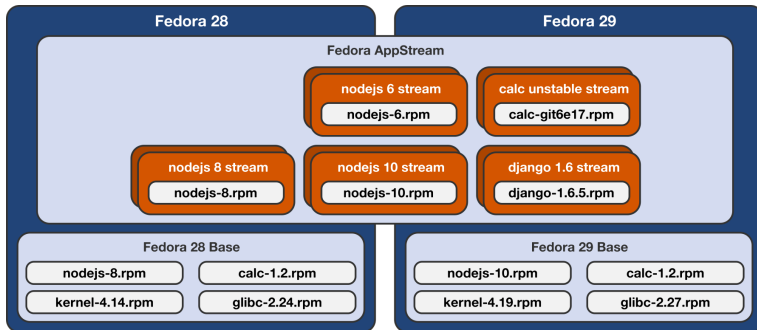 Fedora 28
Fedora 29
Fedora AppStream
nodejs 6 stream
nodejs-6.rpm
calc unstable stream
calc-git6e17.rpm
nodejs 8 stream
nodejs-8.rpm
nodejs 10 stream
nodejs-10.rpm
django 1.6 stream
django-1.6.5.rpm
Fedora 28 Base
nodejs-8.rpm
calc-1.2.rpm
kernel-4.14.rpm
glibc-2.24.rpm
Fedora 29 Base
nodejs-10.rpm
calc-1.2.rpm
kernel-4.19.rpm
glibc-2.27.rpm